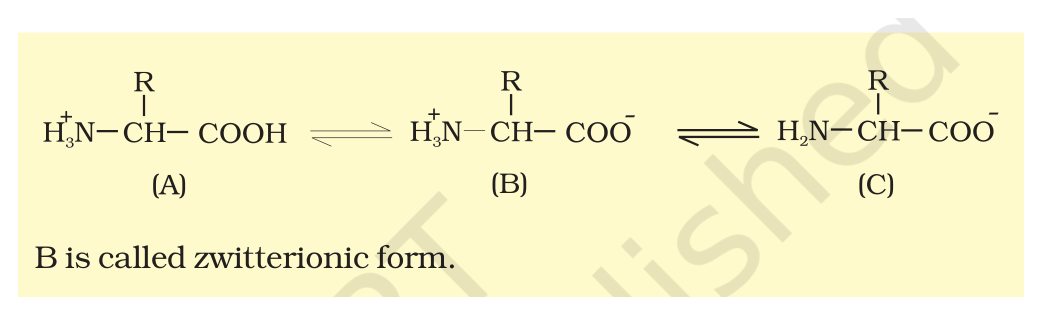 R R R
H₃N⁺—CH—COOH ⇌ H₃N⁺—CH—COO⁻ ⇌ H₂N—CH—COO⁻
(A) (B) (C)
B is called zwitterionic form.